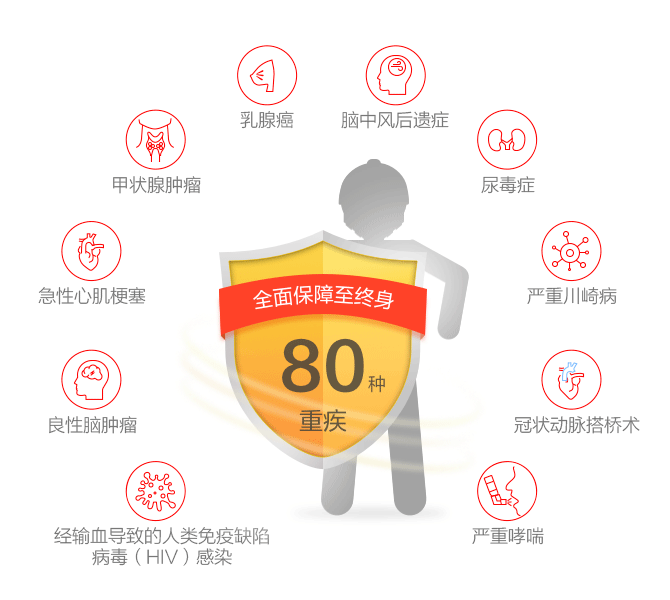 乳腺癌
脑中风后遗症
甲状腺肿瘤
尿毒症
急性心肌梗塞
严重川崎病
全面保障至终身
80种
重疾
良性脑肿瘤
冠状动脉搭桥术
经输血导致的人类免疫缺陷
病毒（HIV）感染
严重哮喘